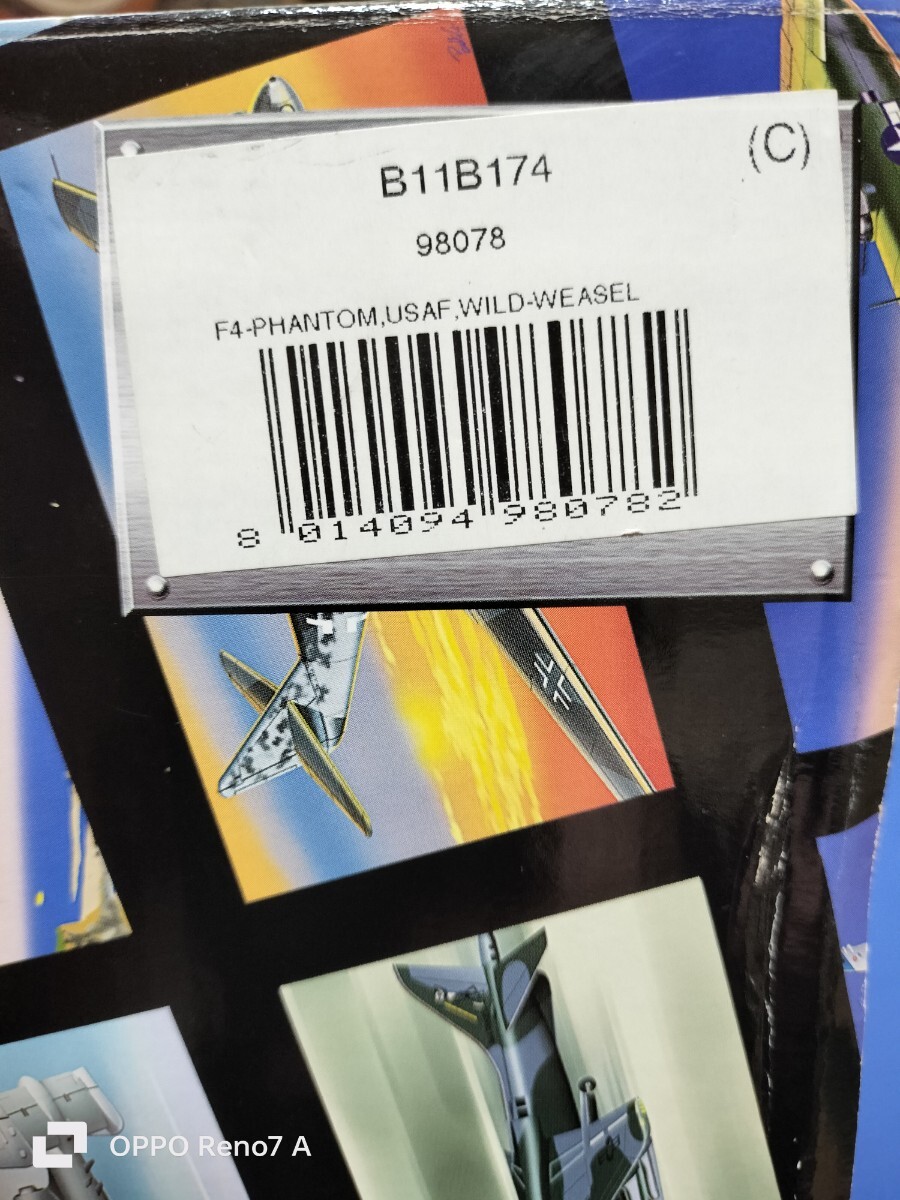 (C)
B11B174
98078
F4-PHANTOM,USAF,WILD-WEASEL
8 014094 980782
OPPO Reno7 A